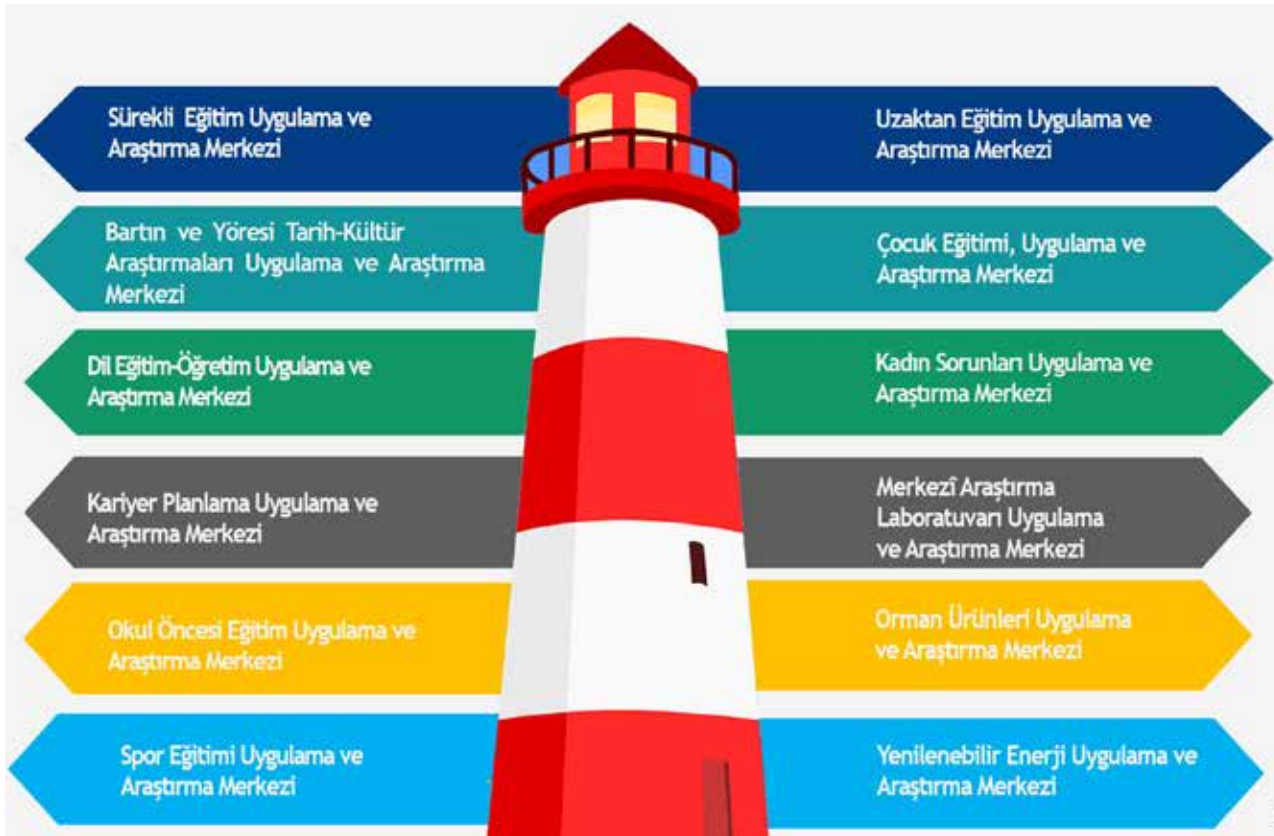 Sürekli Eğitim Uygulama ve
Araştırma Merkezi
Uzaktan Eğitim Uygulama ve
Araştırma Merkezi
Bartın ve Yöresi Tarih-Kültür
Araştırmaları Uygulama ve Araştırma
Merkezi
Çocuk Eğitimi, Uygulama ve
Araştırma Merkezi
Dil Eğitim-Öğretim Uygulama ve
Araştırma Merkezi
Kadın Sorunları Uygulama ve
Araştırma Merkezi
Kariyer Planlama Uygulama ve
Araştırma Merkezi
Merkezî Araştırma
Laboratuvarı Uygulama
ve Araştırma Merkezi
Okul Öncesi Eğitim Uygulama ve
Araştırma Merkezi
Orman Ürünleri Uygulama
ve Araştırma Merkezi
Spor Eğitimi Uygulama ve
Araştırma Merkezi
Yenilenebilir Enerji Uygulama ve
Araştırma Merkezi